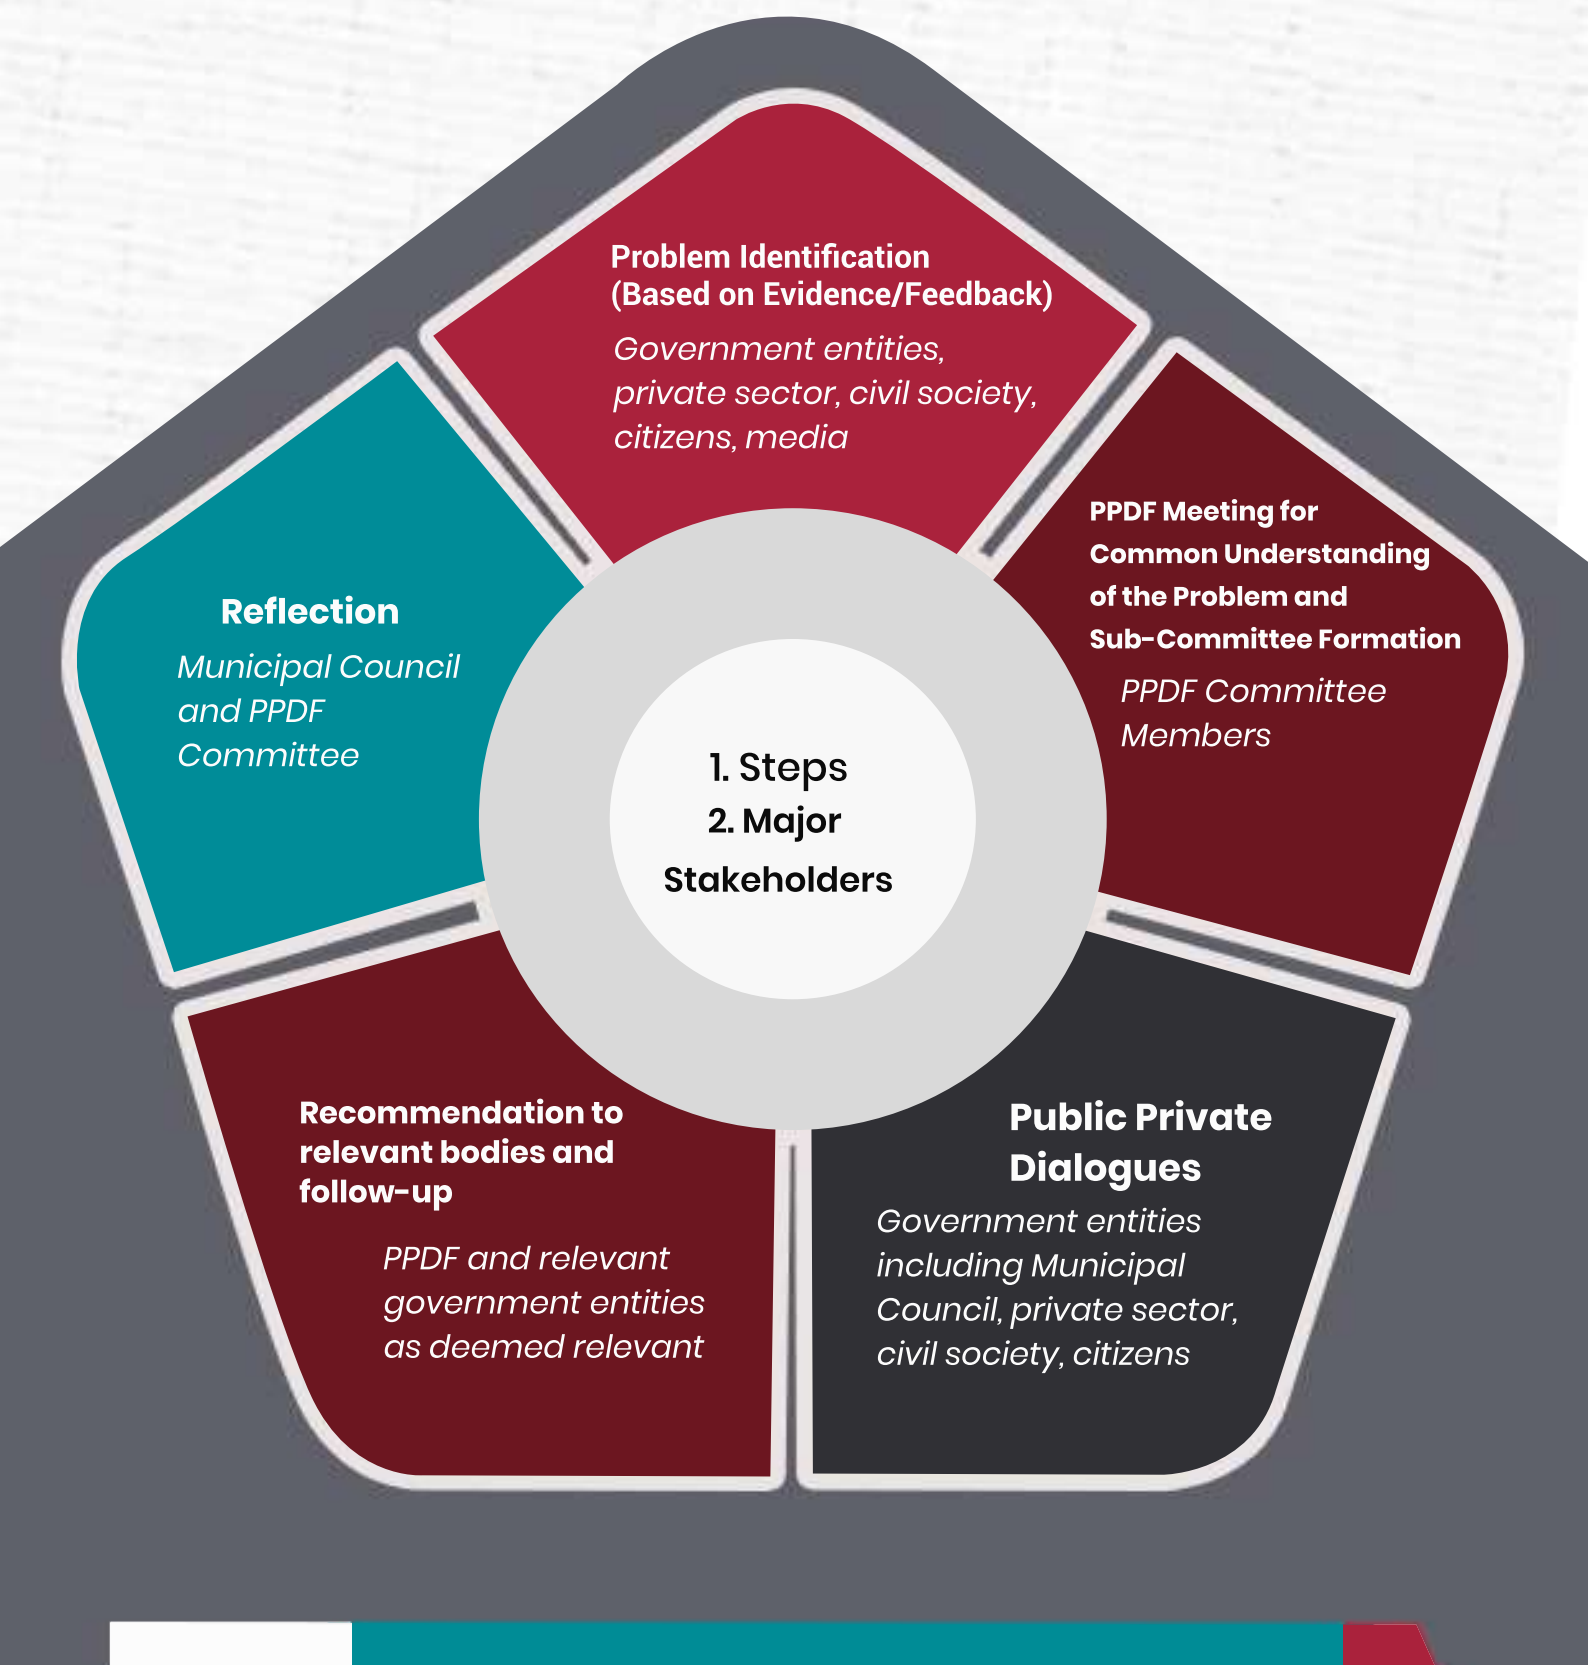 Problem Identification
(Based on Evidence/Feedback)
Government entities,
private sector, civil society,
citizens, media
PPDF Meeting for
Common Understanding
of the Problem and
Sub-Committee Formation
PPDF Committee
Members
Public Private
Dialogues
Government entities
including Municipal
Council, private sector,
civil society, citizens
Recommendation to
relevant bodies and
follow-up
PPDF and relevant
government entities
as deemed relevant
Reflection
Municipal Council
and PPDF
Committee
1. Steps
2. Major
Stakeholders